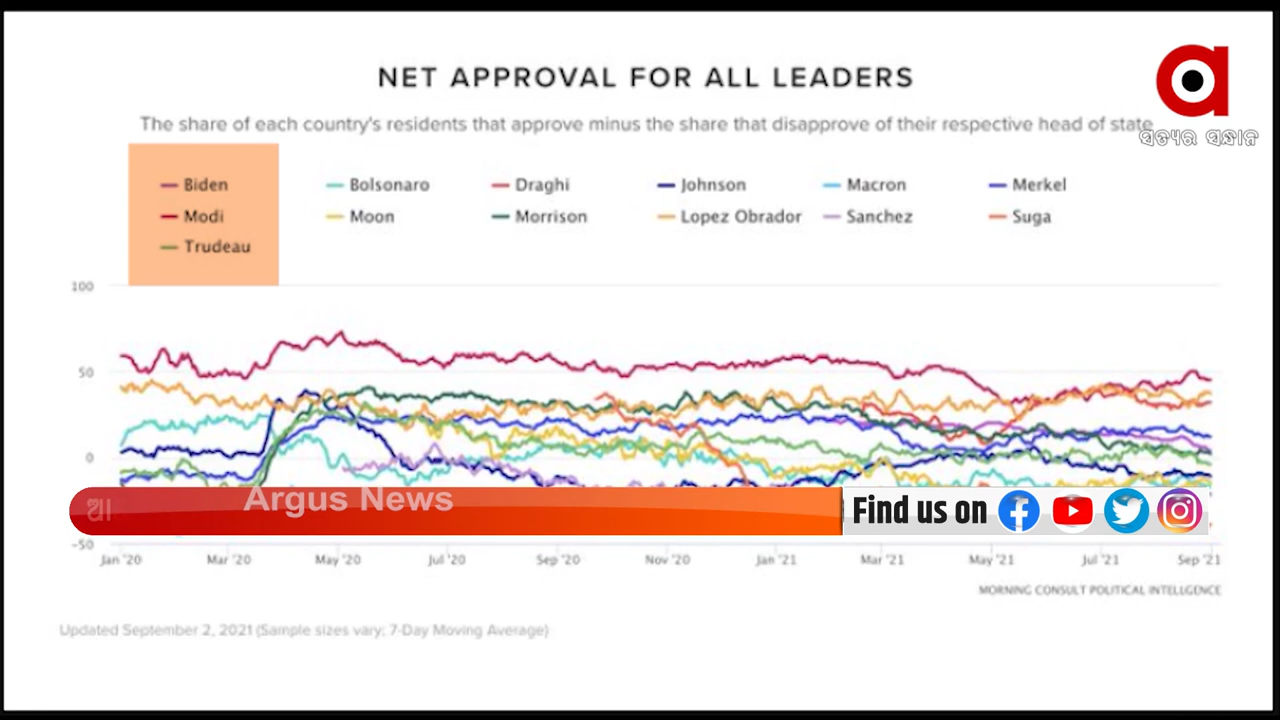 NET APPROVAL FOR ALL LEADERS
The share of each country's residents that approve minus the share that disapprove of their respective head of state
ସତ୍ୟର ସନ୍ଧାନ
Biden Bolsonaro Draghi Johnson Macron Merkel
Modi Moon Morrison Lopez Obrador Sanchez Suga
Trudeau
100
50
0
Argus News
Find us on
-50
Jan '20 Mar '20 May '20 Jul '20 Sep '20 Nov '20 Jan '21 Mar '21 May '21 Jul '21 Sep '21
MORNING CONSULT POLITICAL INTELLGENCE
Updated September 2, 2021 (Sample sizes vary; 7-Day Moving Average)